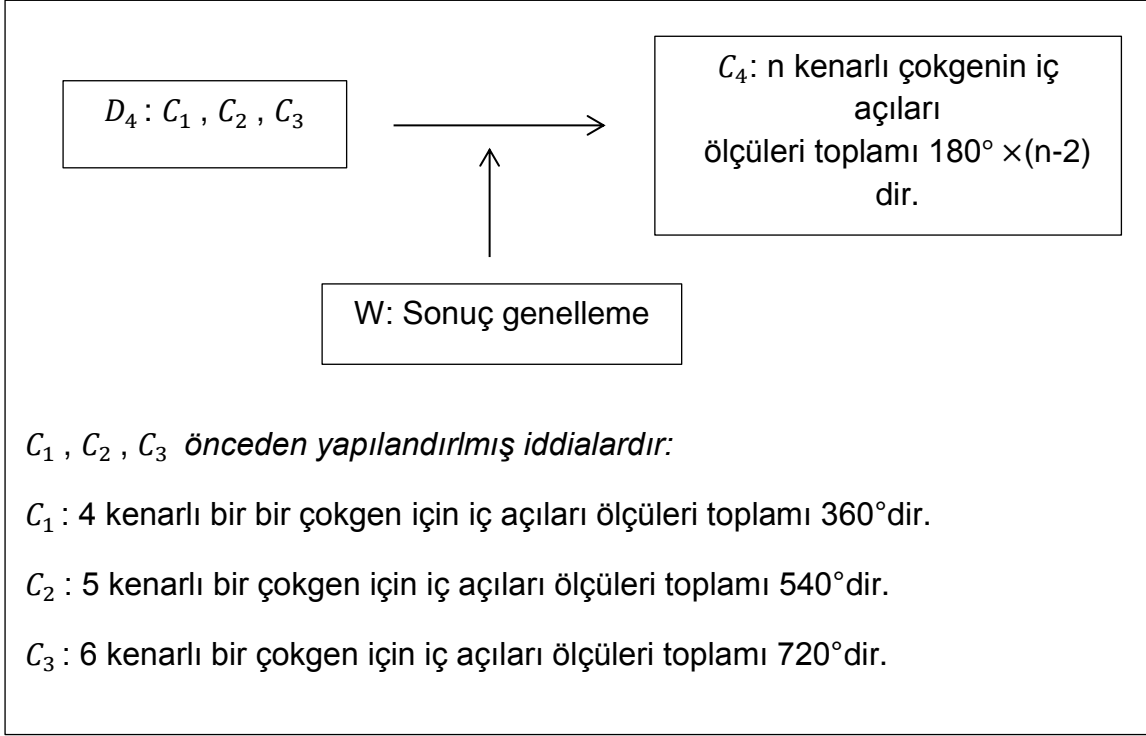 D₄ : C₁ , C₂ , C₃
C₄: n kenarlı çokgenin iç
açıları
ölçüleri toplamı 180° ×(n-2)
dir.
W: Sonuç genelleme
C₁ , C₂ , C₃ önceden yapılandırlmış iddialardır:
C₁ : 4 kenarlı bir bir çokgen için iç açıları ölçüleri toplamı 360°dir.
C₂ : 5 kenarlı bir çokgen için iç açıları ölçüleri toplamı 540°dir.
C₃ : 6 kenarlı bir çokgen için iç açıları ölçüleri toplamı 720°dir.